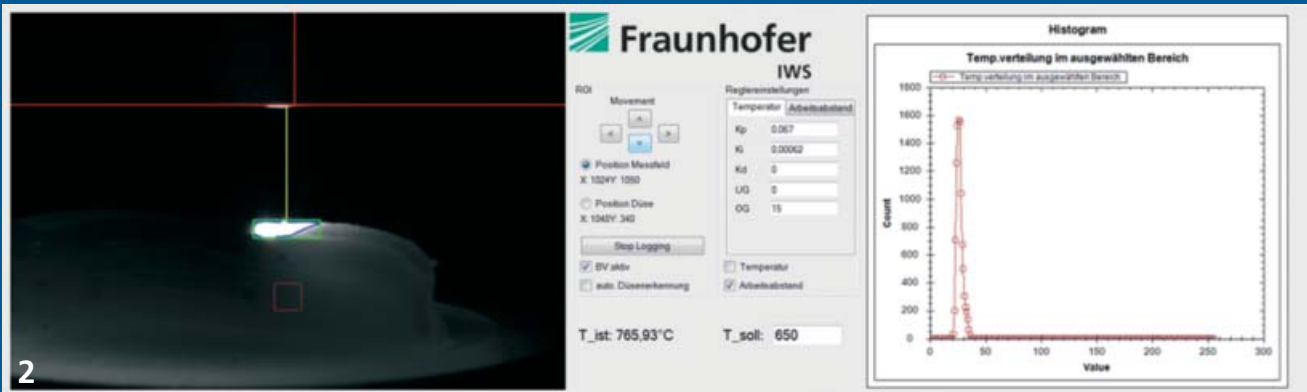 2
Fraunhofer
IWS
ROI
Movement
Position Messfeld
X: 1024Y: 1050
Position Düse
X: 1040Y: 340
Stop Logging
BV aktiv
auto. Düsenerkennung
Reglereinstellungen
Temperatur Arbeitsabstand
Kp 0.067
Ki 0.00062
Kd 0
UG 0
OG 15
Temperatur
Arbeitsabstand
T_ist: 765,93°C T_soll: 650
Histogram
Temp.verteilung im ausgewählten Bereich
Temp.verteilung im ausgewählten Bereich
1800
1600
1400
1200
1000
800
600
400
200
0
Count
0 50 100 150 200 250 300
Value